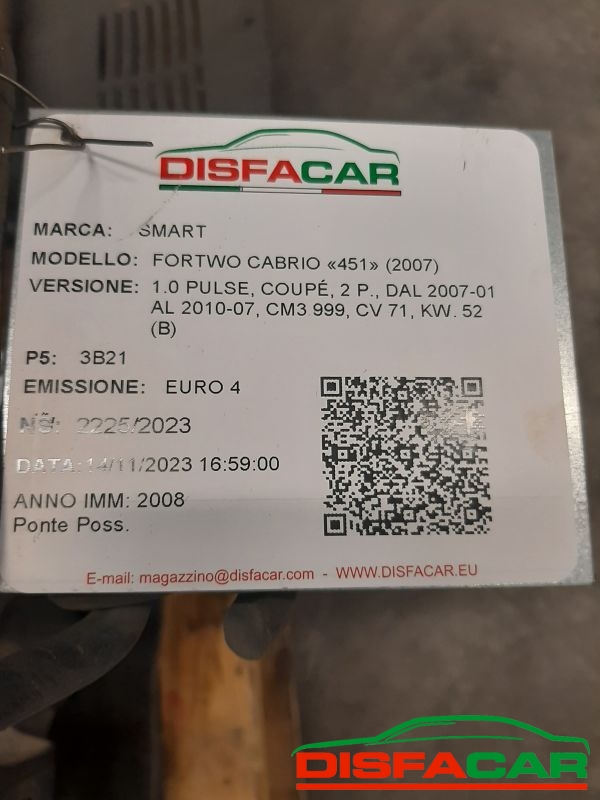 DISFACAR
MARCA: SMART
MODELLO: FORTWO CABRIO «451» (2007)
VERSIONE: 1.0 PULSE, COUPÉ, 2 P., DAL 2007-01
AL 2010-07, CM3 999, CV 71, KW. 52
(B)
P5: 3B21
EMISSIONE: EURO 4
2225/2023
DATA: 14/11/2023 16:59:00
ANNO IMM: 2008
Ponte Poss.
E-mail: magazzino@disfacar.com - WWW.DISFACAR.EU
DISFACAR